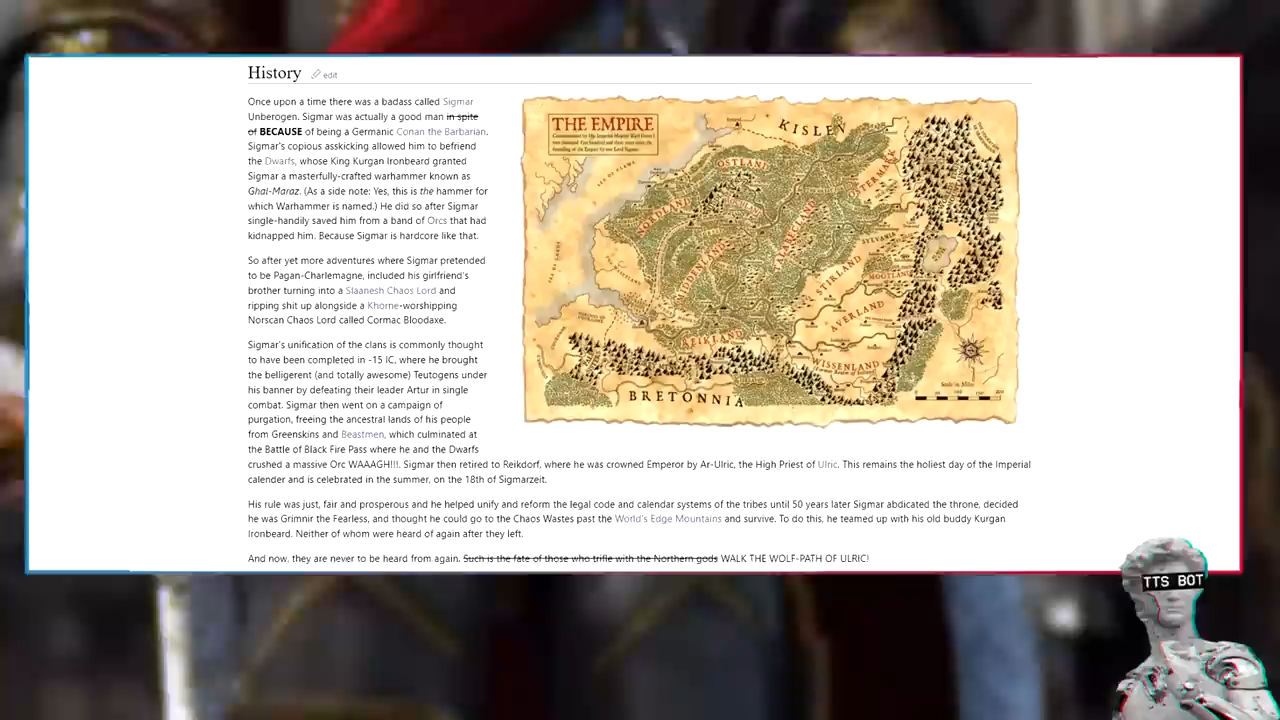 History
edit
Once upon a time there was a badass called Sigmar
Unberogen. Sigmar was actually a good man in spite
of BECAUSE of being a Germanic Conan the Barbarian.
Sigmar's copious asskicking allowed him to befriend
the Dwarfs, whose King Kurgan Ironbeard granted
Sigmar a masterfully-crafted warhammer known as
Ghal-Maraz. (As a side note: Yes, this is the hammer for
which Warhammer is named.) He did so after Sigmar
single-handily saved him from a band of Orcs that had
kidnapped him. Because Sigmar is hardcore like that.
So after yet more adventures where Sigmar pretended
to be Pagan-Charlemagne, included his girlfriend's
brother turning into a Slaanesh Chaos Lord and
ripping shit up alongside a Khorne-worshipping
Norscan Chaos Lord called Cormac Bloodaxe.
Sigmar's unification of the clans is commonly thought
to have been completed in -15 IC, where he brought
the belligerent (and totally awesome) Teutogens under
his banner by defeating their leader Artur in single
combat. Sigmar then went on a campaign of
purgation, freeing the ancestral lands of his people
from Greenskins and Beastmen, which culminated at
the Battle of Black Fire Pass where he and the Dwarfs
crushed a massive Orc WAAAGH!!!. Sigmar then retired to Reikdorf, where he was crowned Emperor by Ar-Ulric, the High Priest of Ulric. This remains the holiest day of the Imperial
calender and is celebrated in the summer, on the 18th of Sigmarzeit.
His rule was just, fair and prosperous and he helped unify and reform the legal code and calendar systems of the tribes until 50 years later Sigmar abdicated the throne, decided
he was Grimnir the Fearless, and thought he could go to the Chaos Wastes past the World's Edge Mountains and survive. To do this, he teamed up with his old buddy Kurgan
Ironbeard. Neither of whom were heard of again after they left.
And now, they are never to be heard from again. Such is the fate of those who trifle with the Northern gods WALK THE WOLF-PATH OF ULRIC!
THE EMPIRE
KISLEV
OSTLAND
OSTERMARK
NORDLAND
SYLVANIA
STIRLAND
MOOTLAND
AVERLAND
REIKLAND
WISSENLAND
BRETONNIA
TTS BOT